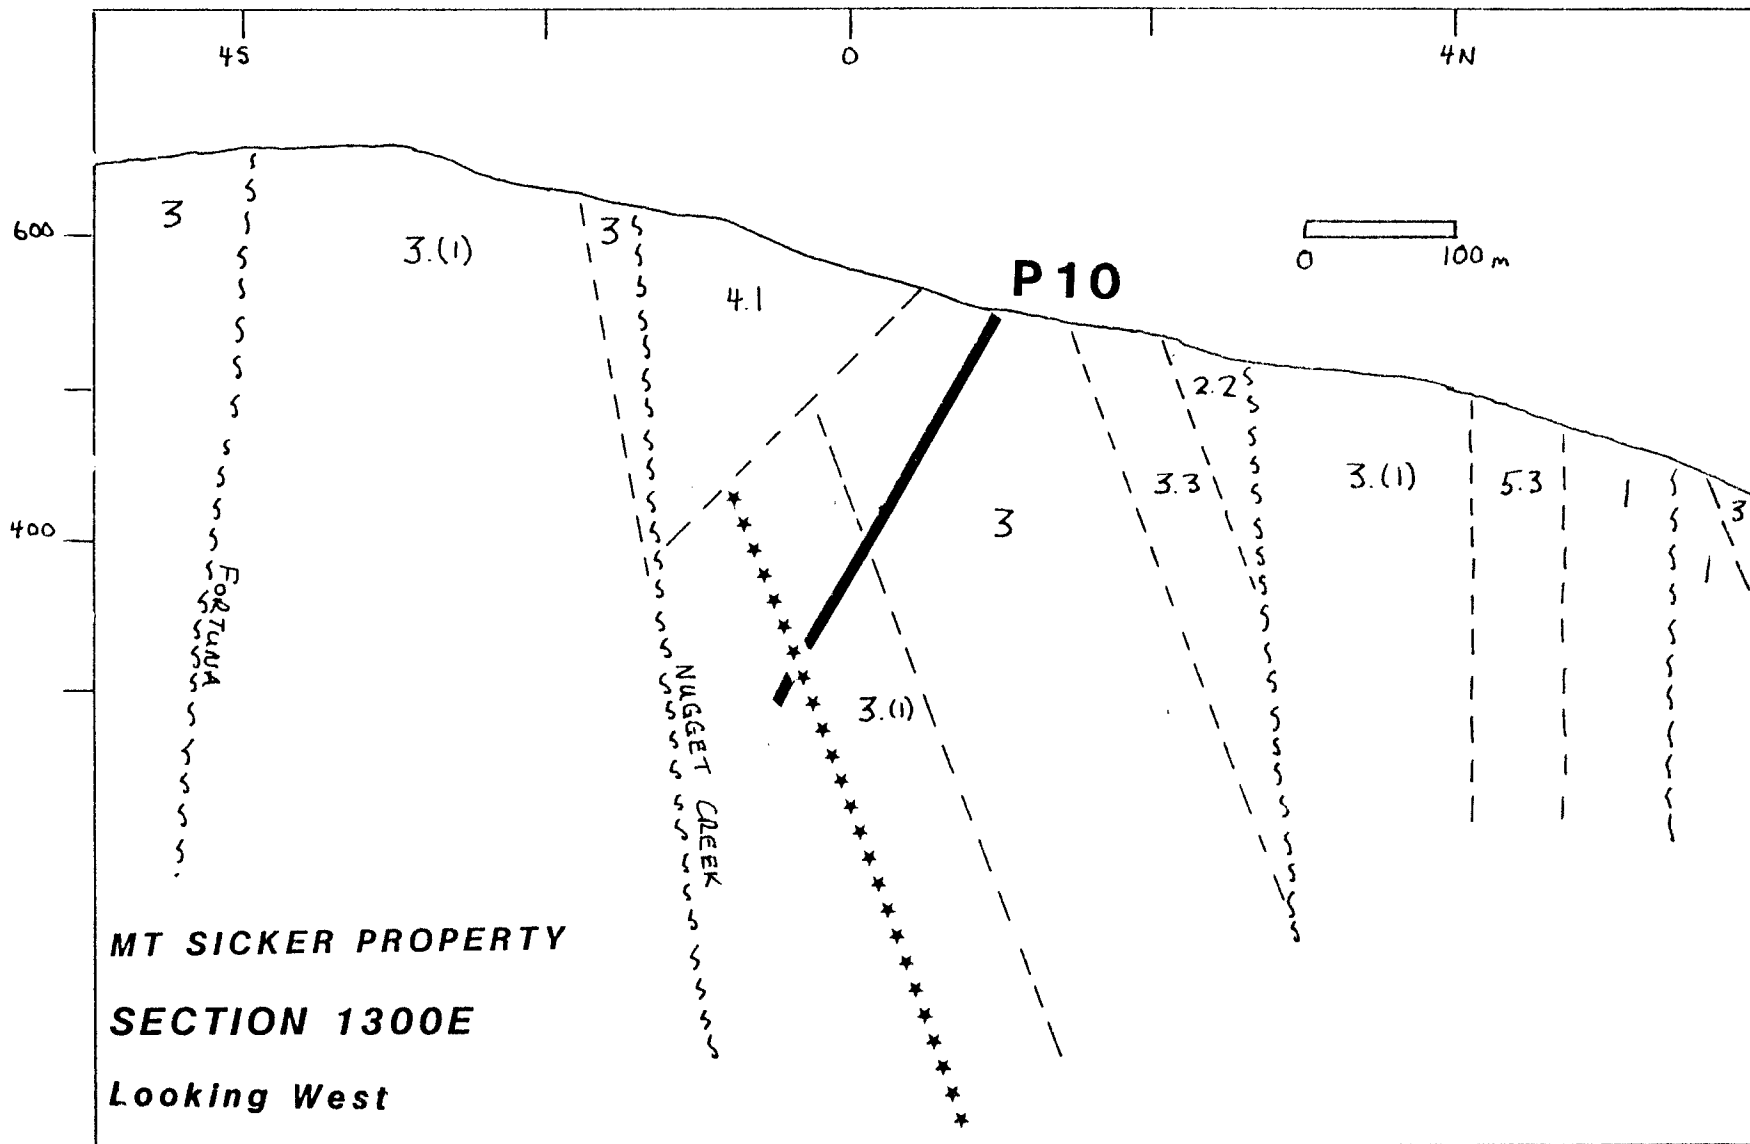 4S 0 4N
600
3
3.(1)
3
4.1
P10
0 100 m
2.2
400
3
3.3
3.(1)
5.3
1
1
3
FORTUNA
NUGGET CREEK
3.(1)
MT SICKER PROPERTY
SECTION 1300E
Looking West